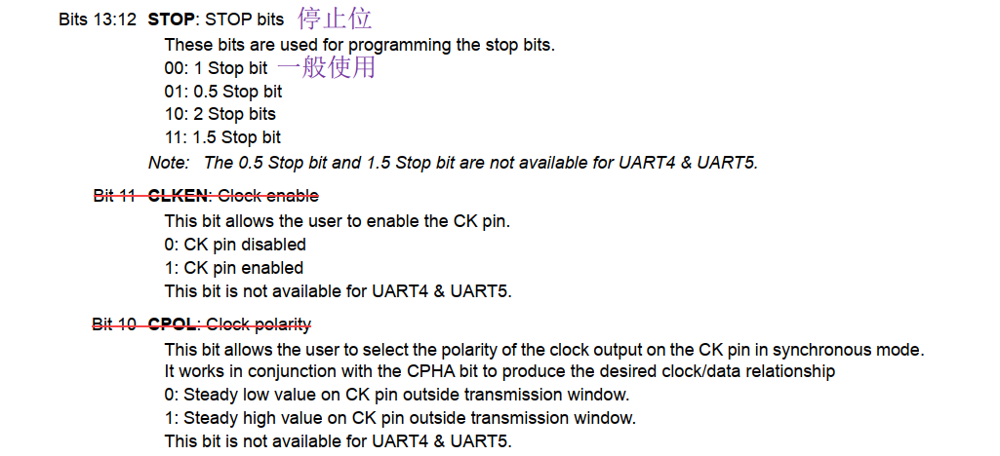 Bits 13:12 STOP: STOP bits 停止位
These bits are used for programming the stop bits.
00: 1 Stop bit 一般使用
01: 0.5 Stop bit
10: 2 Stop bits
11: 1.5 Stop bit
Note: The 0.5 Stop bit and 1.5 Stop bit are not available for UART4 & UART5.
Bit 11 CLKEN: Clock enable
This bit allows the user to enable the CK pin.
0: CK pin disabled
1: CK pin enabled
This bit is not available for UART4 & UART5.
Bit 10 CPOL: Clock polarity
This bit allows the user to select the polarity of the clock output on the CK pin in synchronous mode.
It works in conjunction with the CPHA bit to produce the desired clock/data relationship
0: Steady low value on CK pin outside transmission window.
1: Steady high value on CK pin outside transmission window.
This bit is not available for UART4 & UART5.